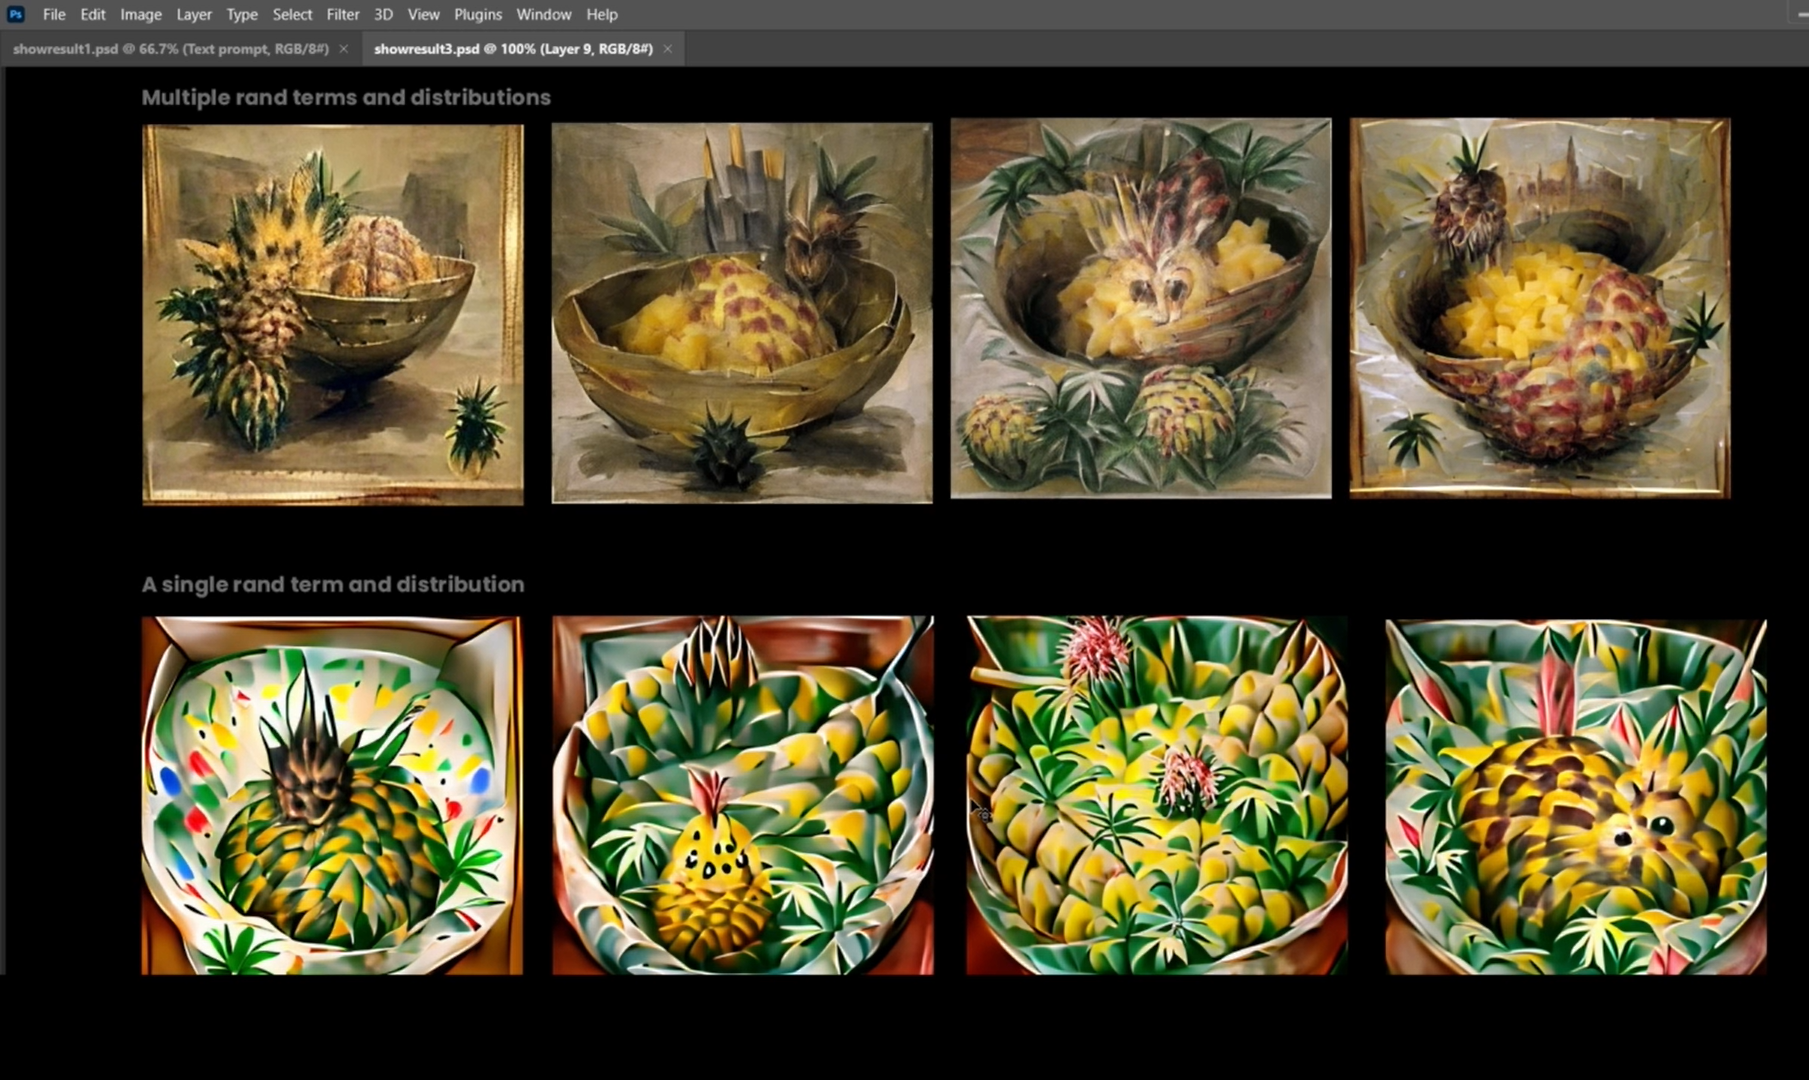 Ps File Edit Image Layer Type Select Filter 3D View Plugins Window Help
showresult1.psd @ 66.7% (Text prompt, RGB/8#) × showresult3.psd @ 100% (Layer 9, RGB/8#) ×
Multiple rand terms and distributions
A single rand term and distribution